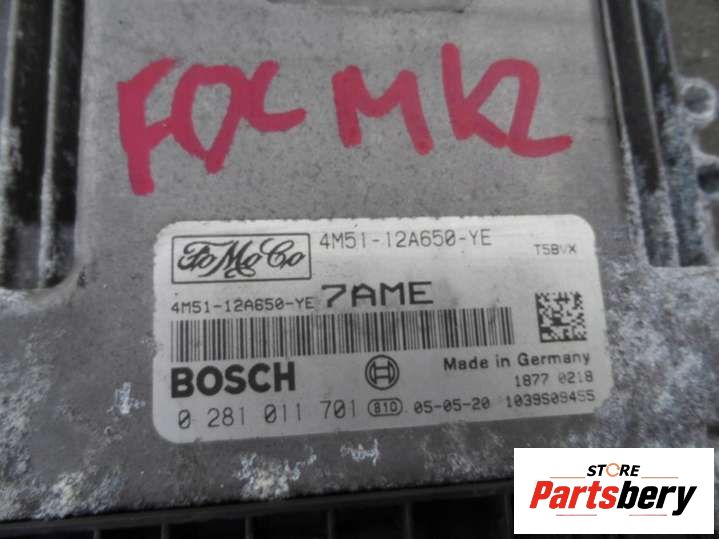 FOC MK2
FoMoCo
4M51-12A650-YE
T5BVX
4M51-12A650-YE 7AME
BOSCH
Made in Germany
1877 0218
0 281 011 701 810 05-05-20 1039S09455
STORE
Partsbery